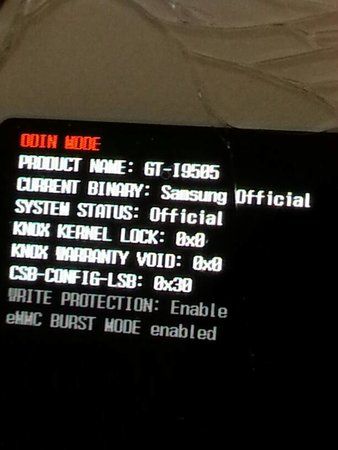 ODIN MODE
PRODUCT NAME: GT-I9505
CURRENT BINARY: Samsung Official
SYSTEM STATUS: Official
KNOX KERNEL LOCK: 0x0
KNOX WARRANTY VOID: 0x0
CSB-CONFIG-LSB: 0x30
WRITE PROTECTION: Enable
eMMC BURST MODE enabled